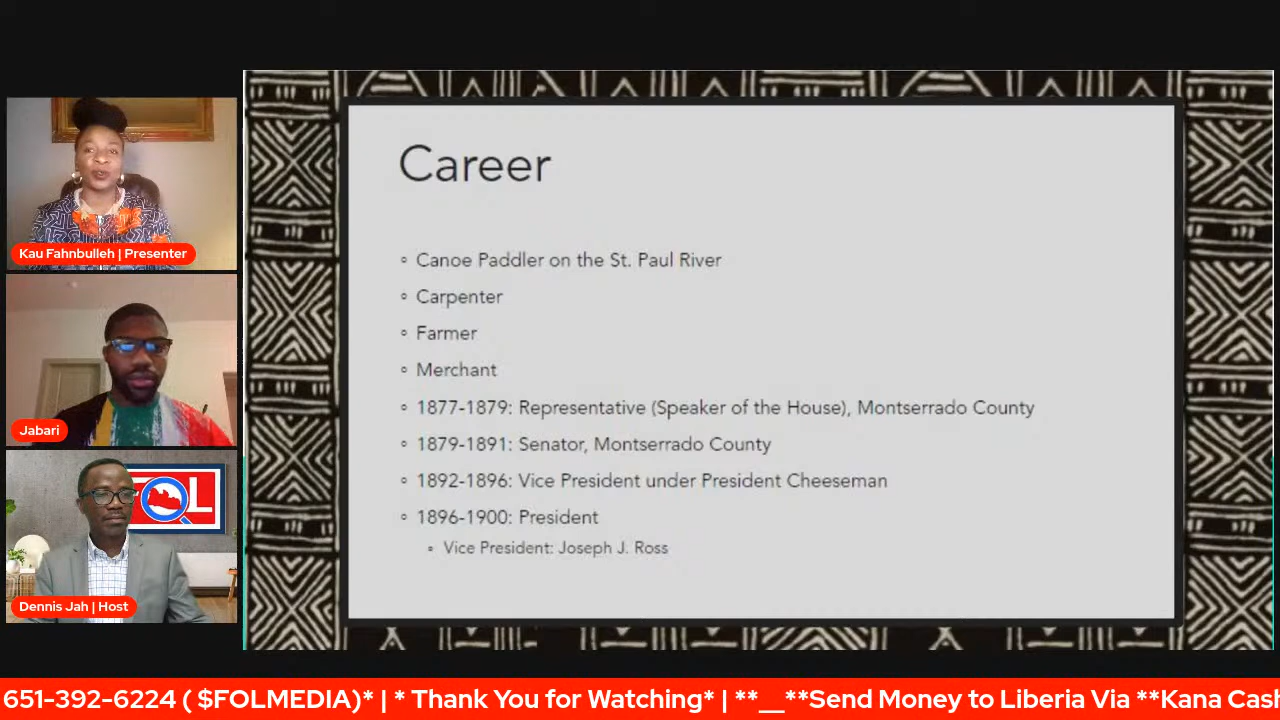 Kau Fahnbulleh | Presenter
Jabari
FOL
Dennis Jah | Host
Career
Canoe Paddler on the St. Paul River
Carpenter
Farmer
Merchant
1877-1879: Representative (Speaker of the House), Montserrado County
1879-1891: Senator, Montserrado County
1892-1896: Vice President under President Cheeseman
1896-1900: President
Vice President: Joseph J. Ross
651-392-6224 ( $FOLMEDIA)* | * Thank You for Watching* | **__**Send Money to Liberia Via **Kana Cash